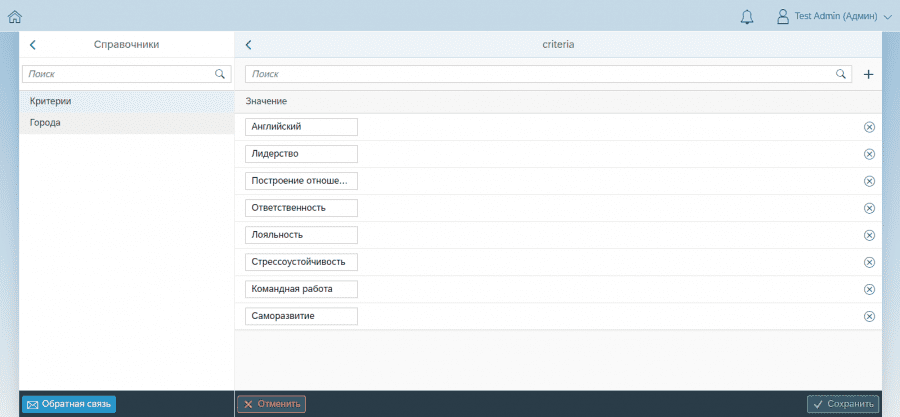 Test Admin (Админ)
Справочники
criteria
Поиск
Поиск
Критерии
Города
Значение
Английский
Лидерство
Построение отноше...
Ответственность
Лояльность
Стрессоустойчивость
Командная работа
Саморазвитие
Обратная связь
Отменить
Сохранить